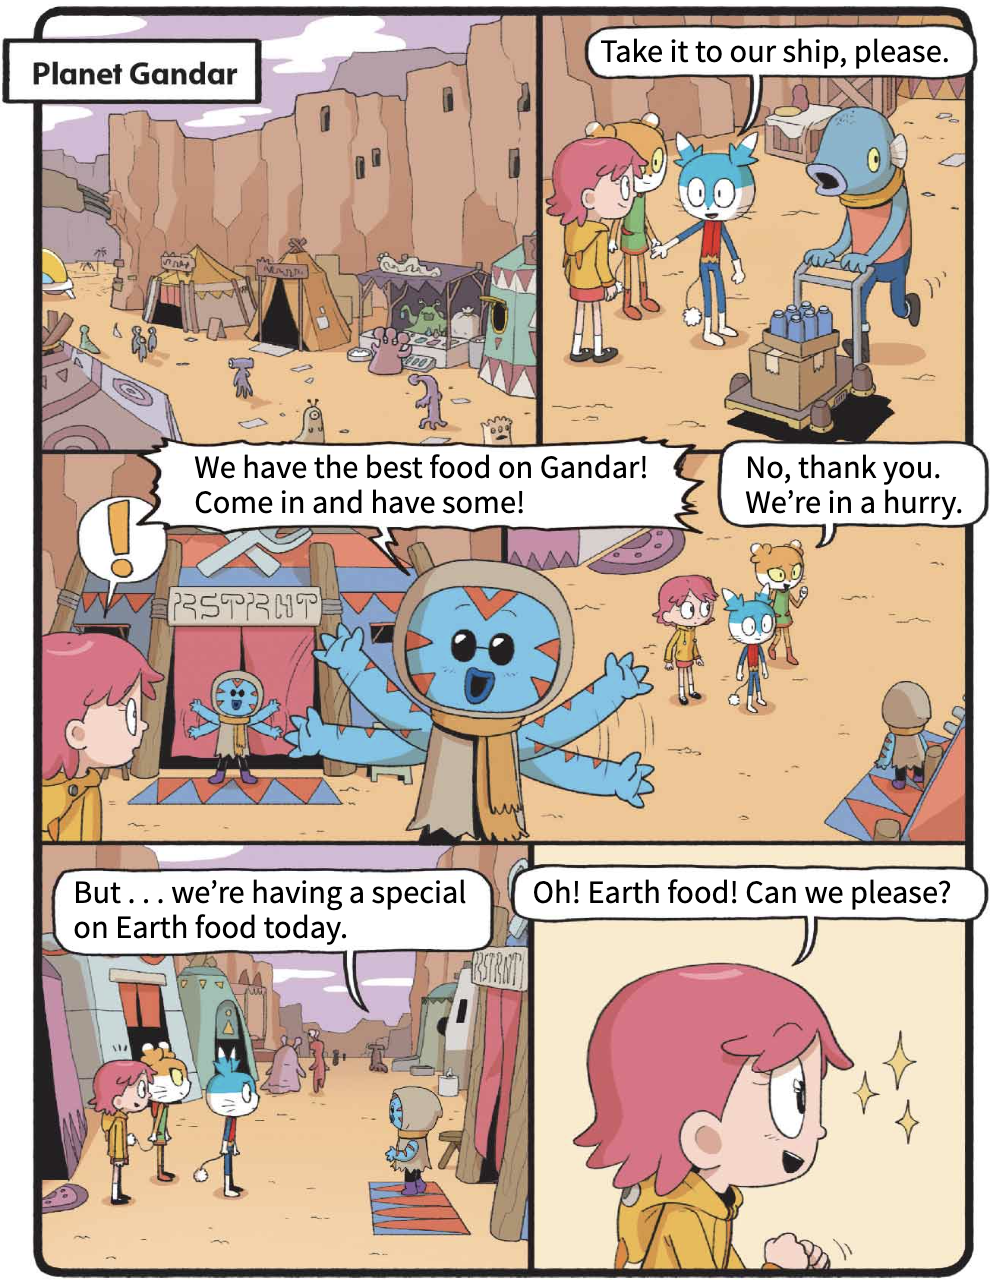 Planet Gandar
Take it to our ship, please.
We have the best food on Gandar!
Come in and have some!
No, thank you.
We're in a hurry.
!
But . . . we're having a special
on Earth food today.
Oh! Earth food! Can we please?